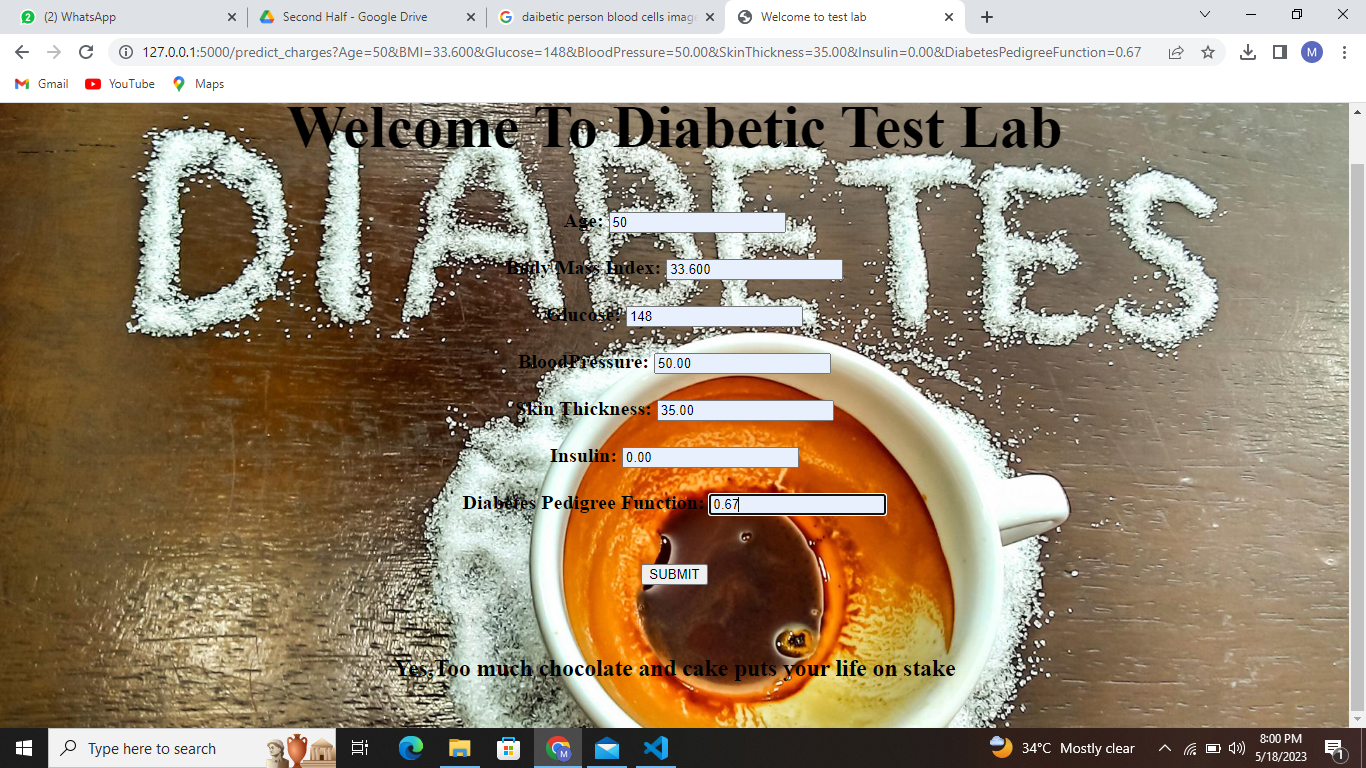 (2) WhatsApp
Second Half - Google Drive
daibetic person blood cells imag
Welcome to test lab
127.0.0.1:5000/predict_charges?Age=50&BMI=33.600&Glucose=148&BloodPressure=50.00&SkinThickness=35.00&Insulin=0.00&DiabetesPedigreeFunction=0.67
M
Gmail
YouTube
Maps
Welcome To Diabetic Test Lab
DIABETES
Age: 50
Body Mass Index: 33.600
Glucose: 148
BloodPressure: 50.00
Skin Thickness: 35.00
Insulin: 0.00
Diabetes Pedigree Function: 0.67
SUBMIT
Yes,Too much chocolate and cake puts your life on stake
Type here to search
34°C Mostly clear
8:00 PM
5/18/2023
1